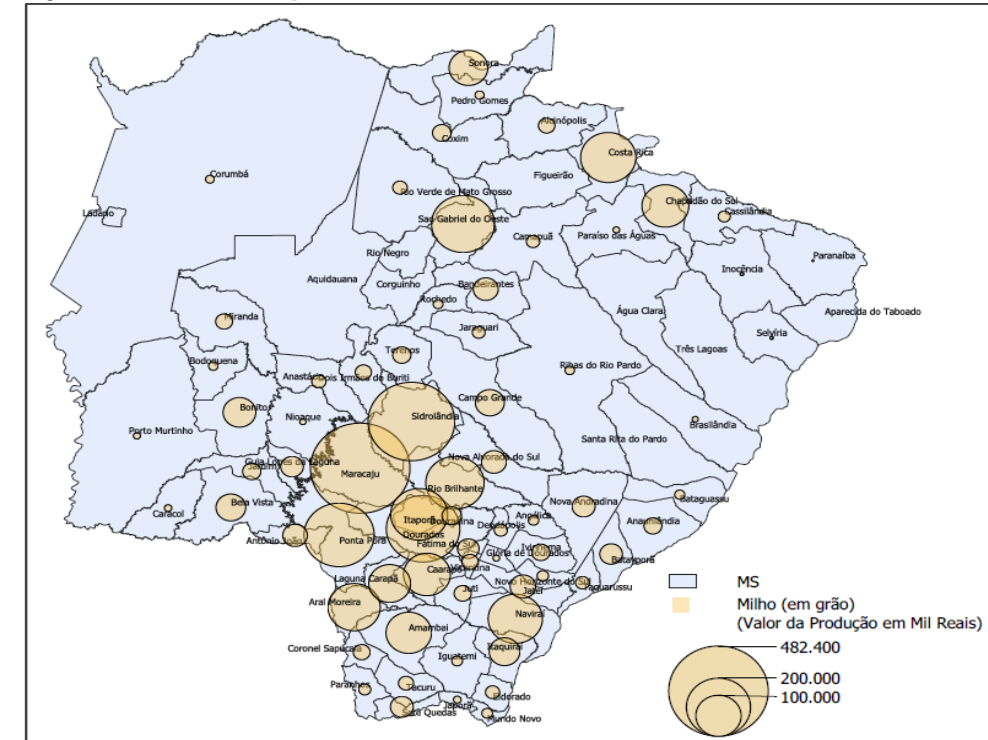 Sonora
Pedro Gomes
Alcinópolis
Coxim
Costa Rica
Figueirão
Corumbá
Rio Verde de Mato Grosso
Chapadão do Sul
Cassilândia
Ladário
São Gabriel do Oeste
Camapuã
Paraíso das Águas
Rio Negro
Paranaíba
Inocência
Aquidauana
Corguinho
Bandeirantes
Rochedo
Água Clara
Aparecida do Taboado
Miranda
Jaraguari
Selvíria
Três Lagoas
Terenos
Bodoquena
Ribas do Rio Pardo
Anastácio
Dois Irmãos do Buriti
Campo Grande
Bonito
Nioaque
Sidrolândia
Brasilândia
Porto Murtinho
Santa Rita do Pardo
Nova Alvorada do Sul
Guia Lopes da Laguna
Jardim
Maracaju
Rio Brilhante
Bataguassu
Nova Andradina
Bela Vista
Caracol
Angélica
Itaporã
Douradina
Deodápolis
Anaurilândia
Dourados
Antônio João
Ponta Porã
Fátima do Sul
Ivinhema
Glória de Dourados
Batayporã
Caarapó
Vicentina
Laguna Carapã
Novo Horizonte do Sul
Taquarussu
Jateí
Juti
Aral Moreira
Naviraí
Amambai
Coronel Sapucaia
Itaquiraí
Iguatemi
Paranhos
Tacuru
Eldorado
Japorã
Sete Quedas
Mundo Novo
MS
Milho (em grão)
(Valor da Produção em Mil Reais)
482.400
200.000
100.000